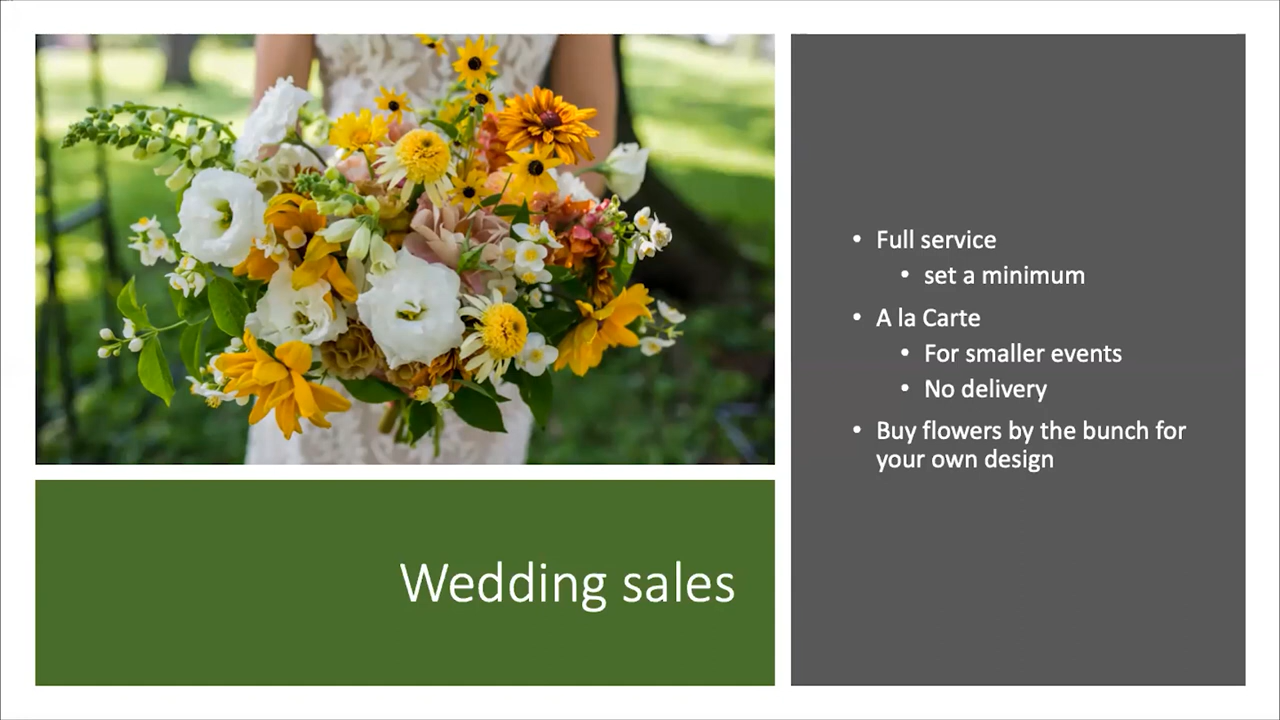 Full service
set a minimum
A la Carte
For smaller events
No delivery
Buy flowers by the bunch for
your own design
Wedding sales